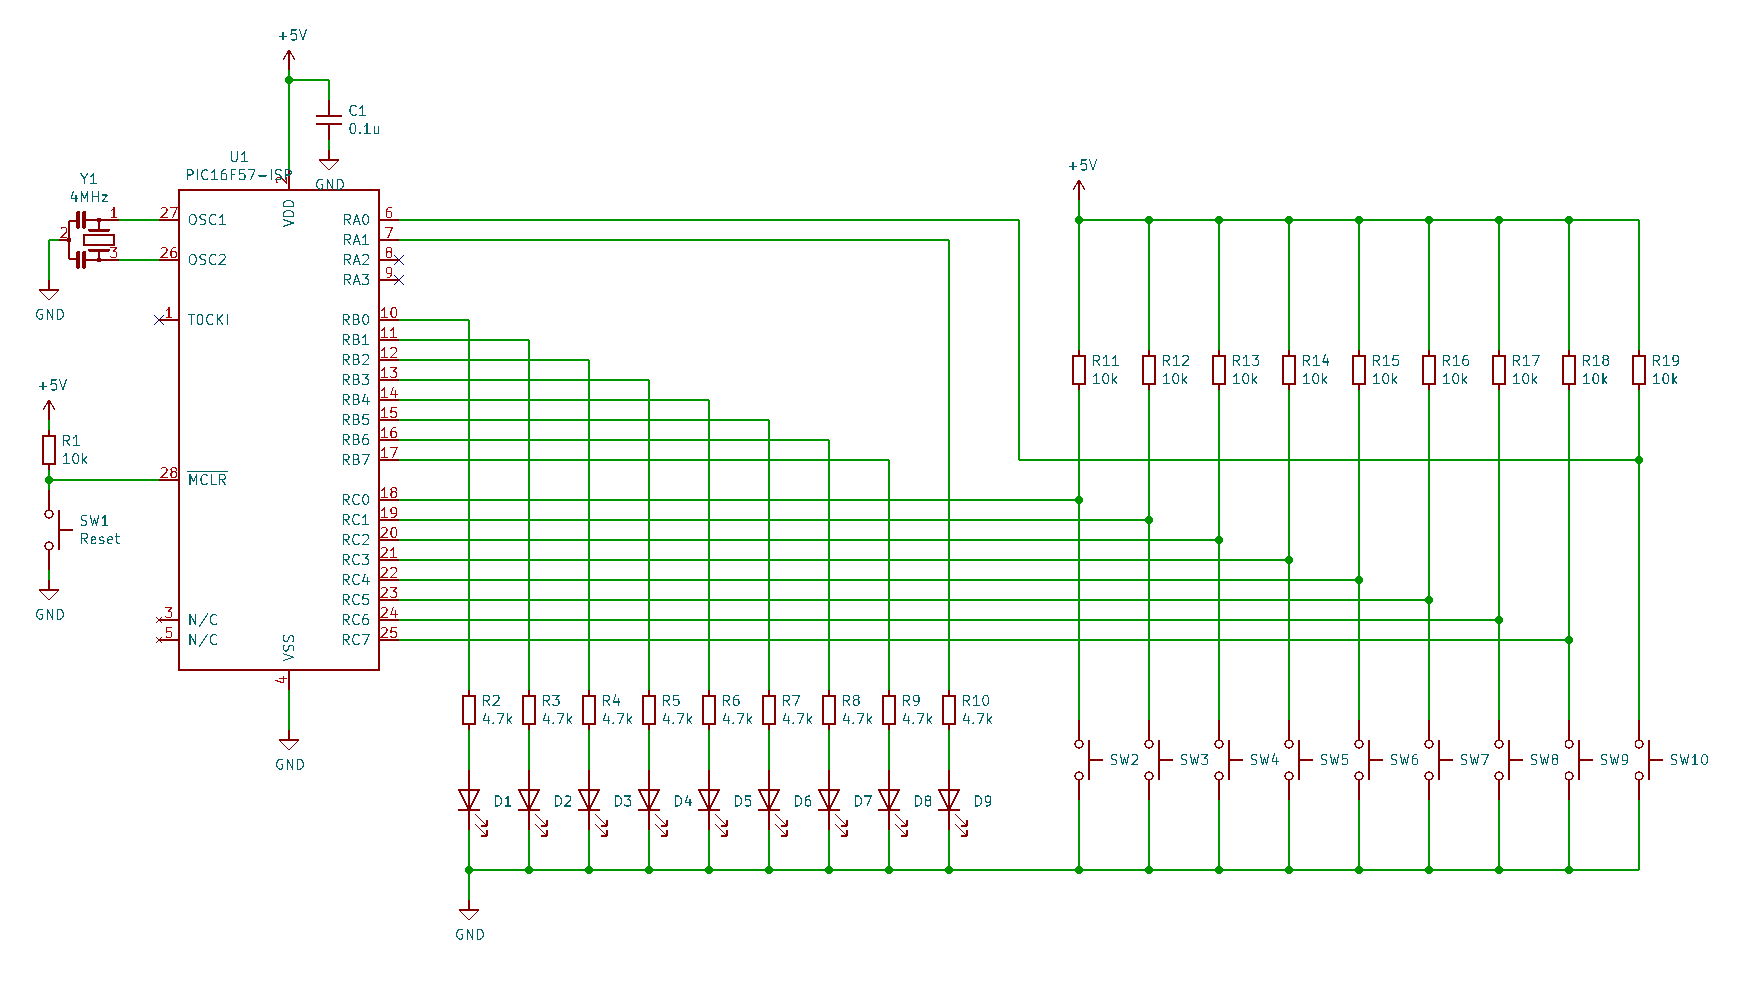 +5V
C1
0.1u
GND
U1
PIC16F57-ISP
Y1
4MHz
1
2
3
GND
27 OSC1
26 OSC2
1 T0CKI
28 MCLR
3 N/C
5 N/C
2
VDD
VSS
4
GND
RA0 6
RA1 7
RA2 8
RA3 9
RB0 10
RB1 11
RB2 12
RB3 13
RB4 14
RB5 15
RB6 16
RB7 17
RC0 18
RC1 19
RC2 20
RC3 21
RC4 22
RC5 23
RC6 24
RC7 25
+5V
R1
10k
SW1
Reset
GND
+5V
R11
10k
R12
10k
R13
10k
R14
10k
R15
10k
R16
10k
R17
10k
R18
10k
R19
10k
R2
4.7k
R3
4.7k
R4
4.7k
R5
4.7k
R6
4.7k
R7
4.7k
R8
4.7k
R9
4.7k
R10
4.7k
SW2
SW3
SW4
SW5
SW6
SW7
SW8
SW9
SW10
D1
D2
D3
D4
D5
D6
D7
D8
D9
GND